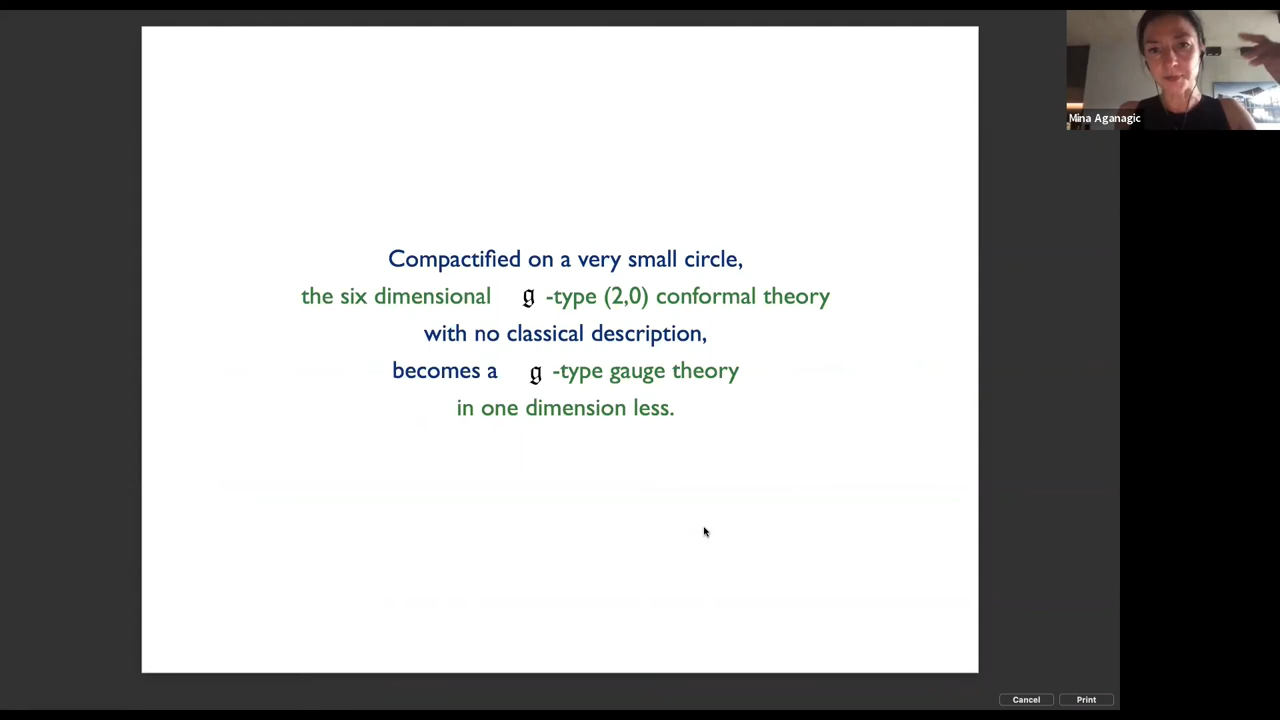 Mina Aganagic
Compactified on a very small circle,
the six dimensional 𝔤 -type (2,0) conformal theory
with no classical description,
becomes a 𝔤 -type gauge theory
in one dimension less.
Cancel
Print